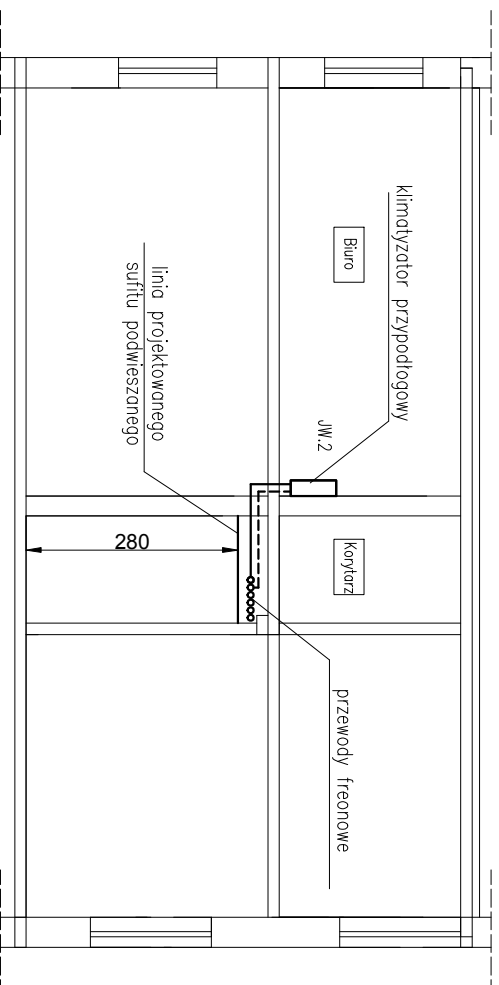 klimatyzator przypodłogowy
Biuro
JW.2
Korytarz
przewody freonowe
linia projektowanego
sufitu podwieszanego
280